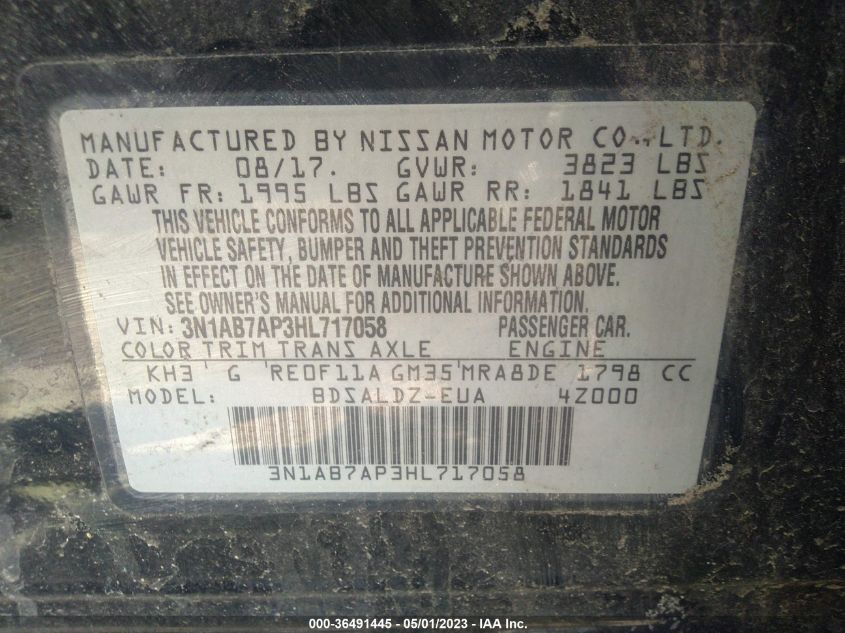 MANUFACTURED BY NISSAN MOTOR CO., LTD.
DATE: 08/17. GVWR: 3823 LBS
GAWR FR: 1995 LBS GAWR RR: 1841 LBS
THIS VEHICLE CONFORMS TO ALL APPLICABLE FEDERAL MOTOR
VEHICLE SAFETY, BUMPER AND THEFT PREVENTION STANDARDS
IN EFFECT ON THE DATE OF MANUFACTURE SHOWN ABOVE.
SEE OWNER'S MANUAL FOR ADDITIONAL INFORMATION.
VIN: 3N1AB7AP3HL717058 PASSENGER CAR.
COLOR TRIM TRANS AXLE ENGINE
KH3 G RE0F11A GM35 MRA8DE 1798 CC
MODEL: BDSALDZ-EUA 4Z000
3N1AB7AP3HL717058
000-36491445 - 05/01/2023 - IAA Inc.